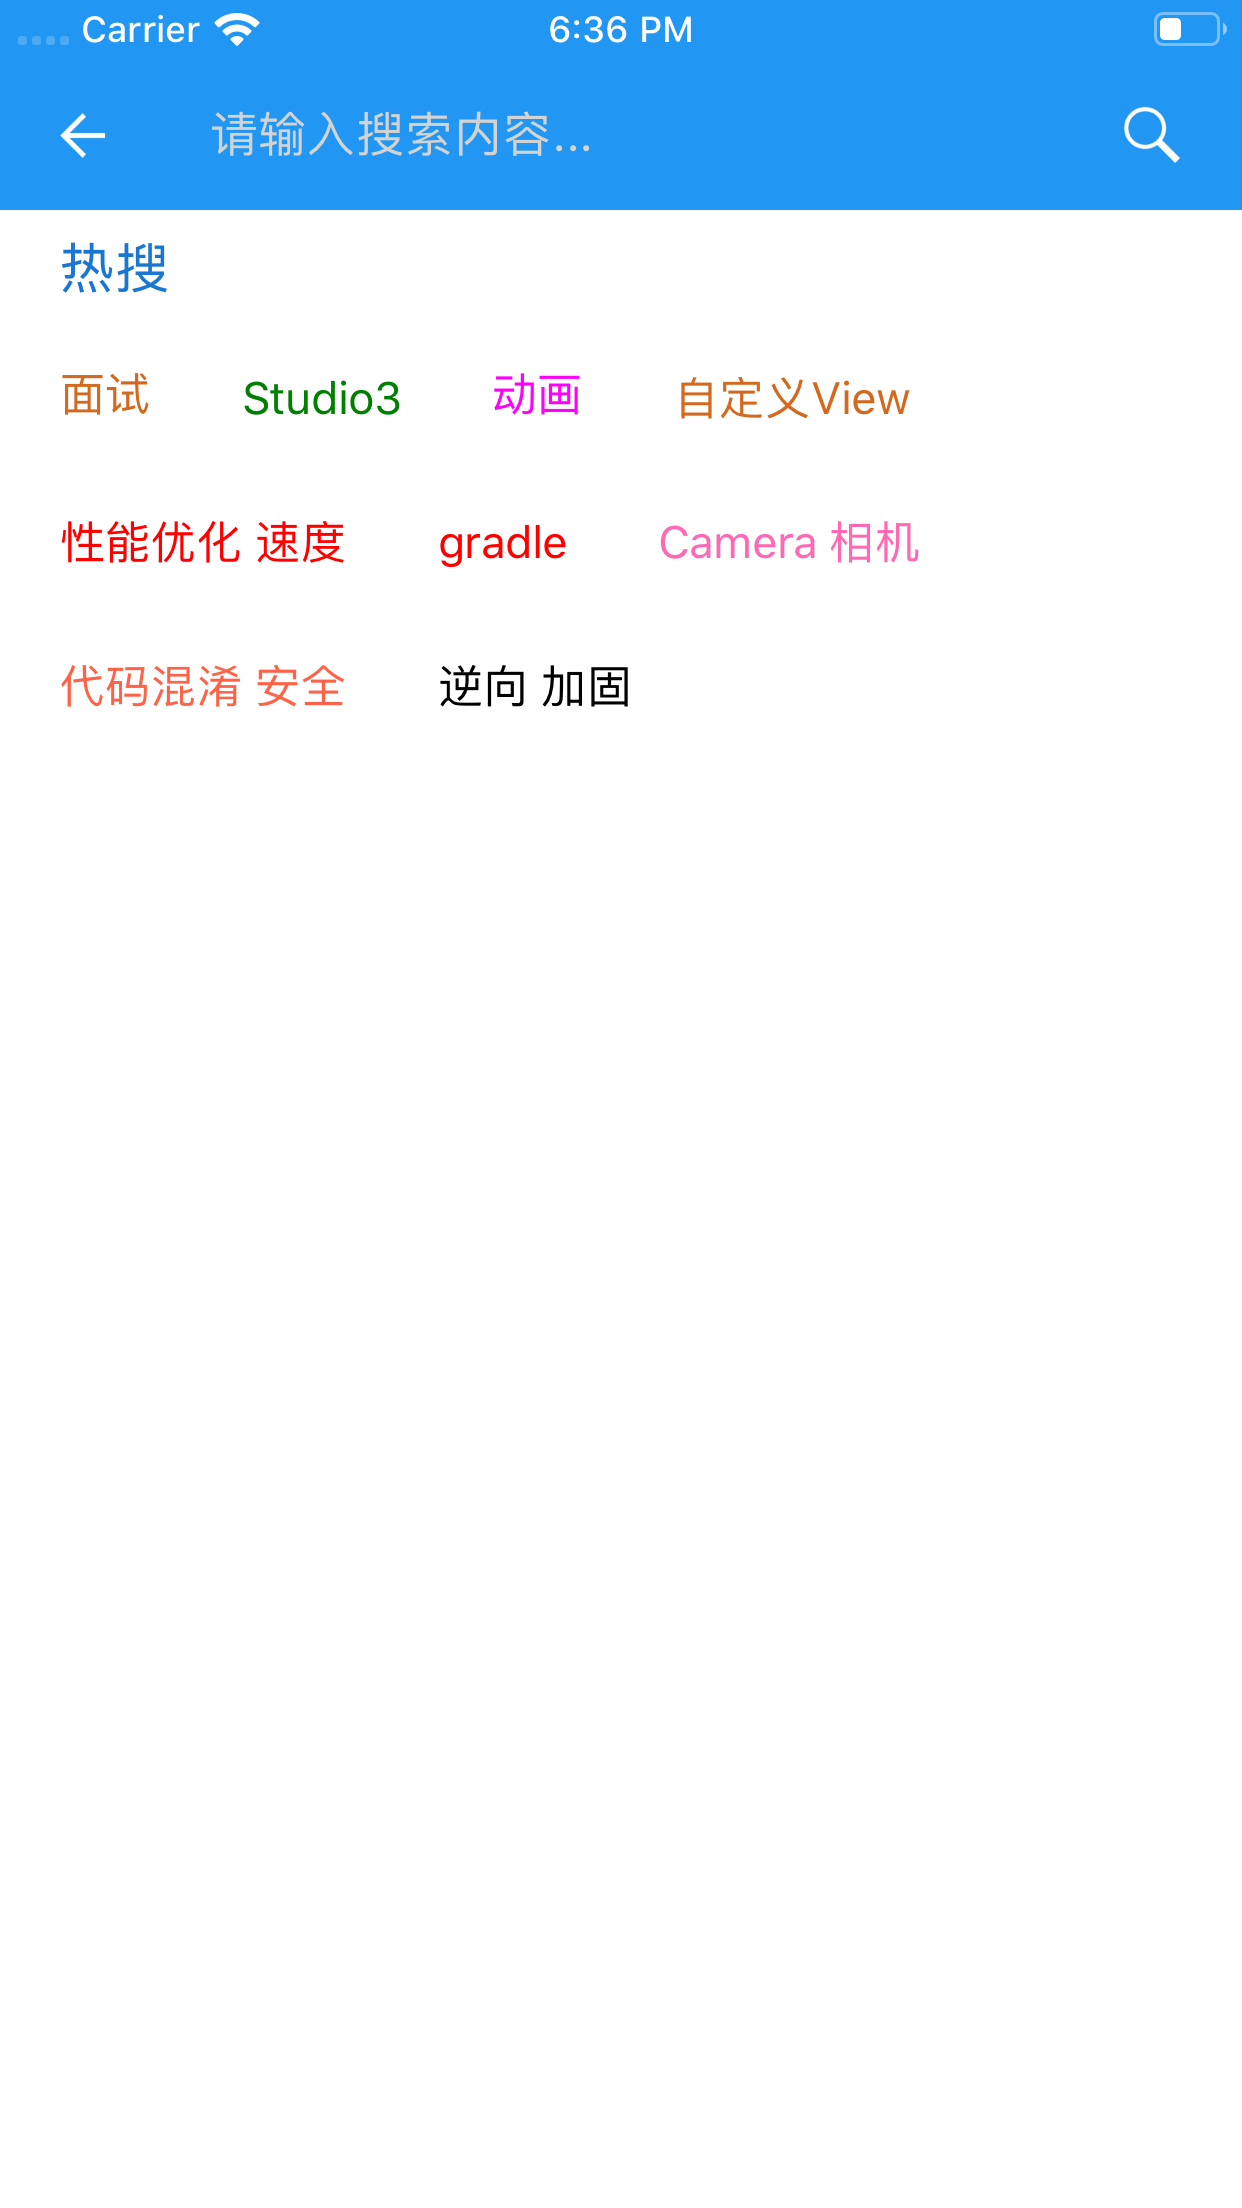 Carrier 6:36 PM
请输入搜索内容...
热搜
面试 Studio3 动画 自定义View
性能优化 速度 gradle Camera 相机
代码混淆 安全 逆向 加固